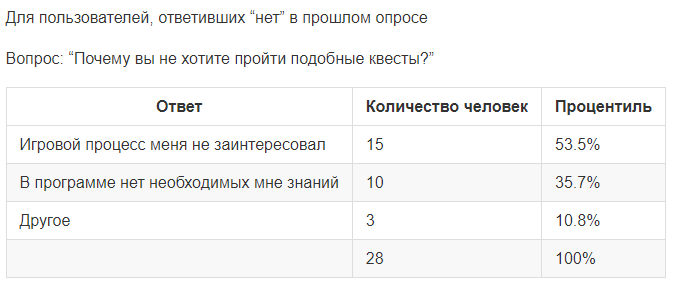 Для пользователей, ответивших “нет” в прошлом опросе
Вопрос: “Почему вы не хотите пройти подобные квесты?”
Ответ Количество человек Процентиль
Игровой процесс меня не заинтересовал 15 53.5%
В программе нет необходимых мне знаний 10 35.7%
Другое 3 10.8%
28 100%